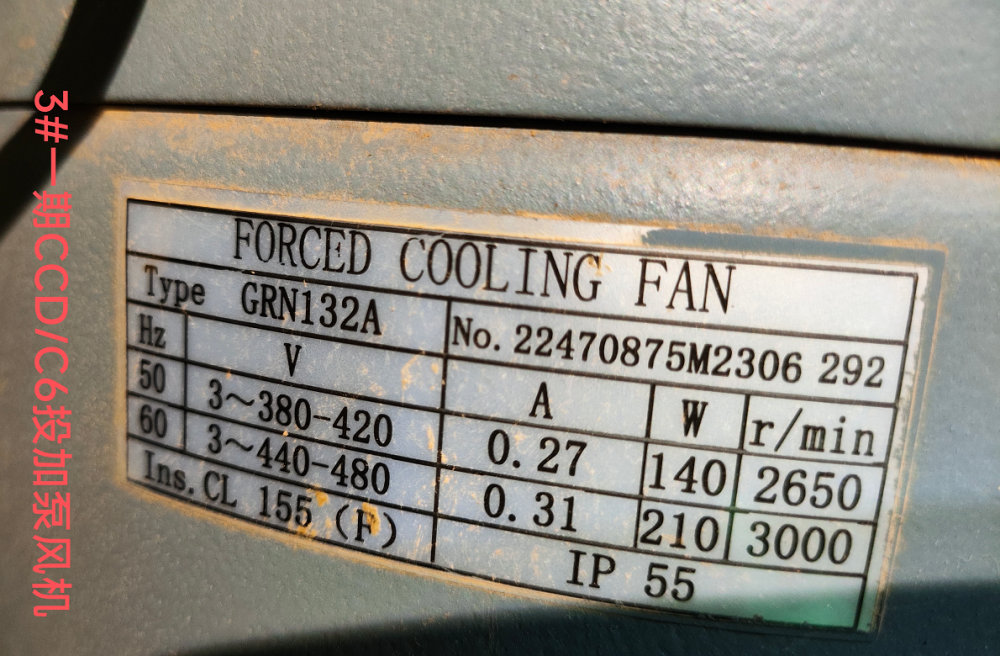 3#一期CCD/C6投加泵风机
FORCED COOLING FAN
Type GRN132A No. 22470875M2306 292
Hz V A W r/min
50 3～380-420 0.27 140 2650
60 3～440-480 0.31 210 3000
Ins. CL 155 (F) IP 55